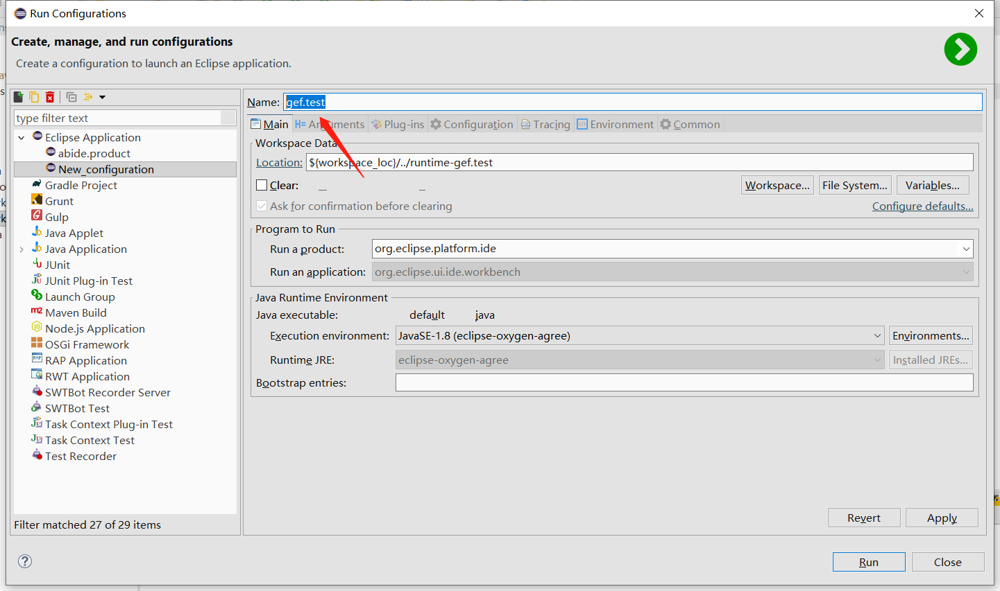 Run Configurations
Create, manage, and run configurations
Create a configuration to launch an Eclipse application.
type filter text
Eclipse Application
abide.product
New_configuration
Gradle Project
Grunt
Gulp
Java Applet
Java Application
JUnit
JUnit Plug-in Test
Launch Group
Maven Build
Node.js Application
OSGi Framework
RAP Application
RWT Application
SWTBot Recorder Server
SWTBot Test
Task Context Plug-in Test
Task Context Test
Test Recorder
Filter matched 27 of 29 items
Name: gef.test
Main Arguments Plug-ins Configuration Tracing Environment Common
Workspace Data
Location: ${workspace_loc}/../runtime-gef.test
Clear:
Workspace... File System... Variables...
Ask for confirmation before clearing Configure defaults...
Program to Run
Run a product: org.eclipse.platform.ide
Run an application: org.eclipse.ui.ide.workbench
Java Runtime Environment
Java executable: default java
Execution environment: JavaSE-1.8 (eclipse-oxygen-agree) Environments...
Runtime JRE: eclipse-oxygen-agree Installed JREs...
Bootstrap entries:
Revert Apply
Run Close